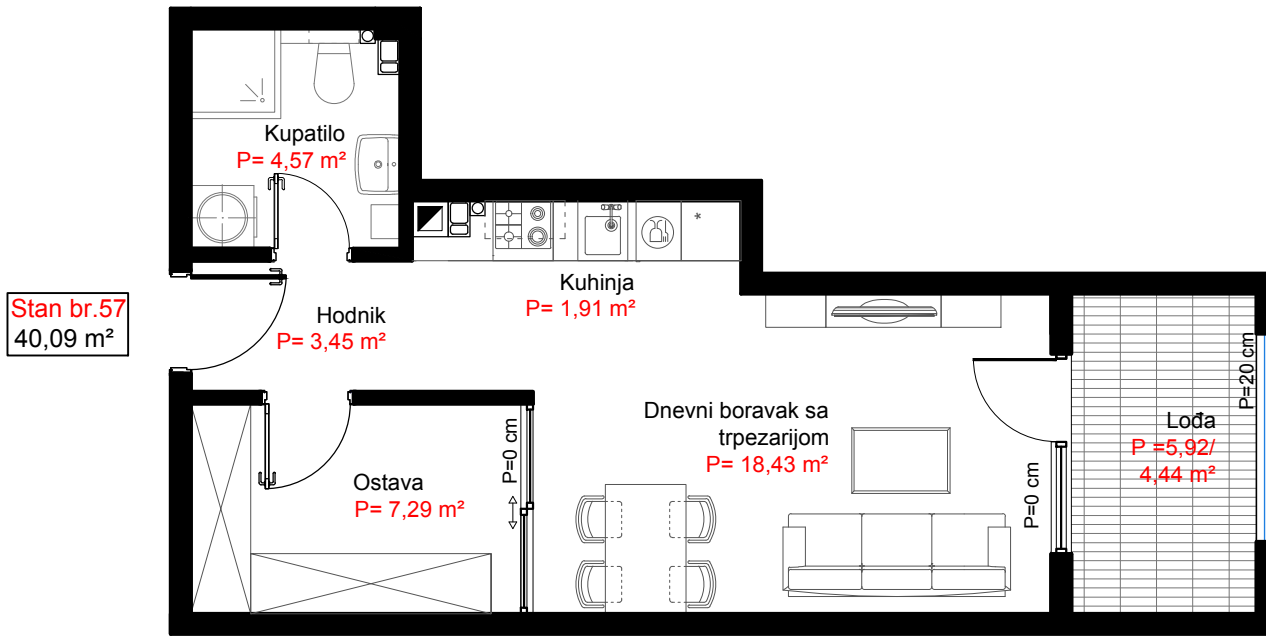 Kupatilo
P= 4,57 m²
*
Kuhinja
P= 1,91 m²
Stan br.57
40,09 m²
Hodnik
P= 3,45 m²
P=20 cm
Dnevni boravak sa
trpezarijom
P= 18,43 m²
Lođa
P =5,92/
4,44 m²
P=0 cm
Ostava
P= 7,29 m²
P=0 cm